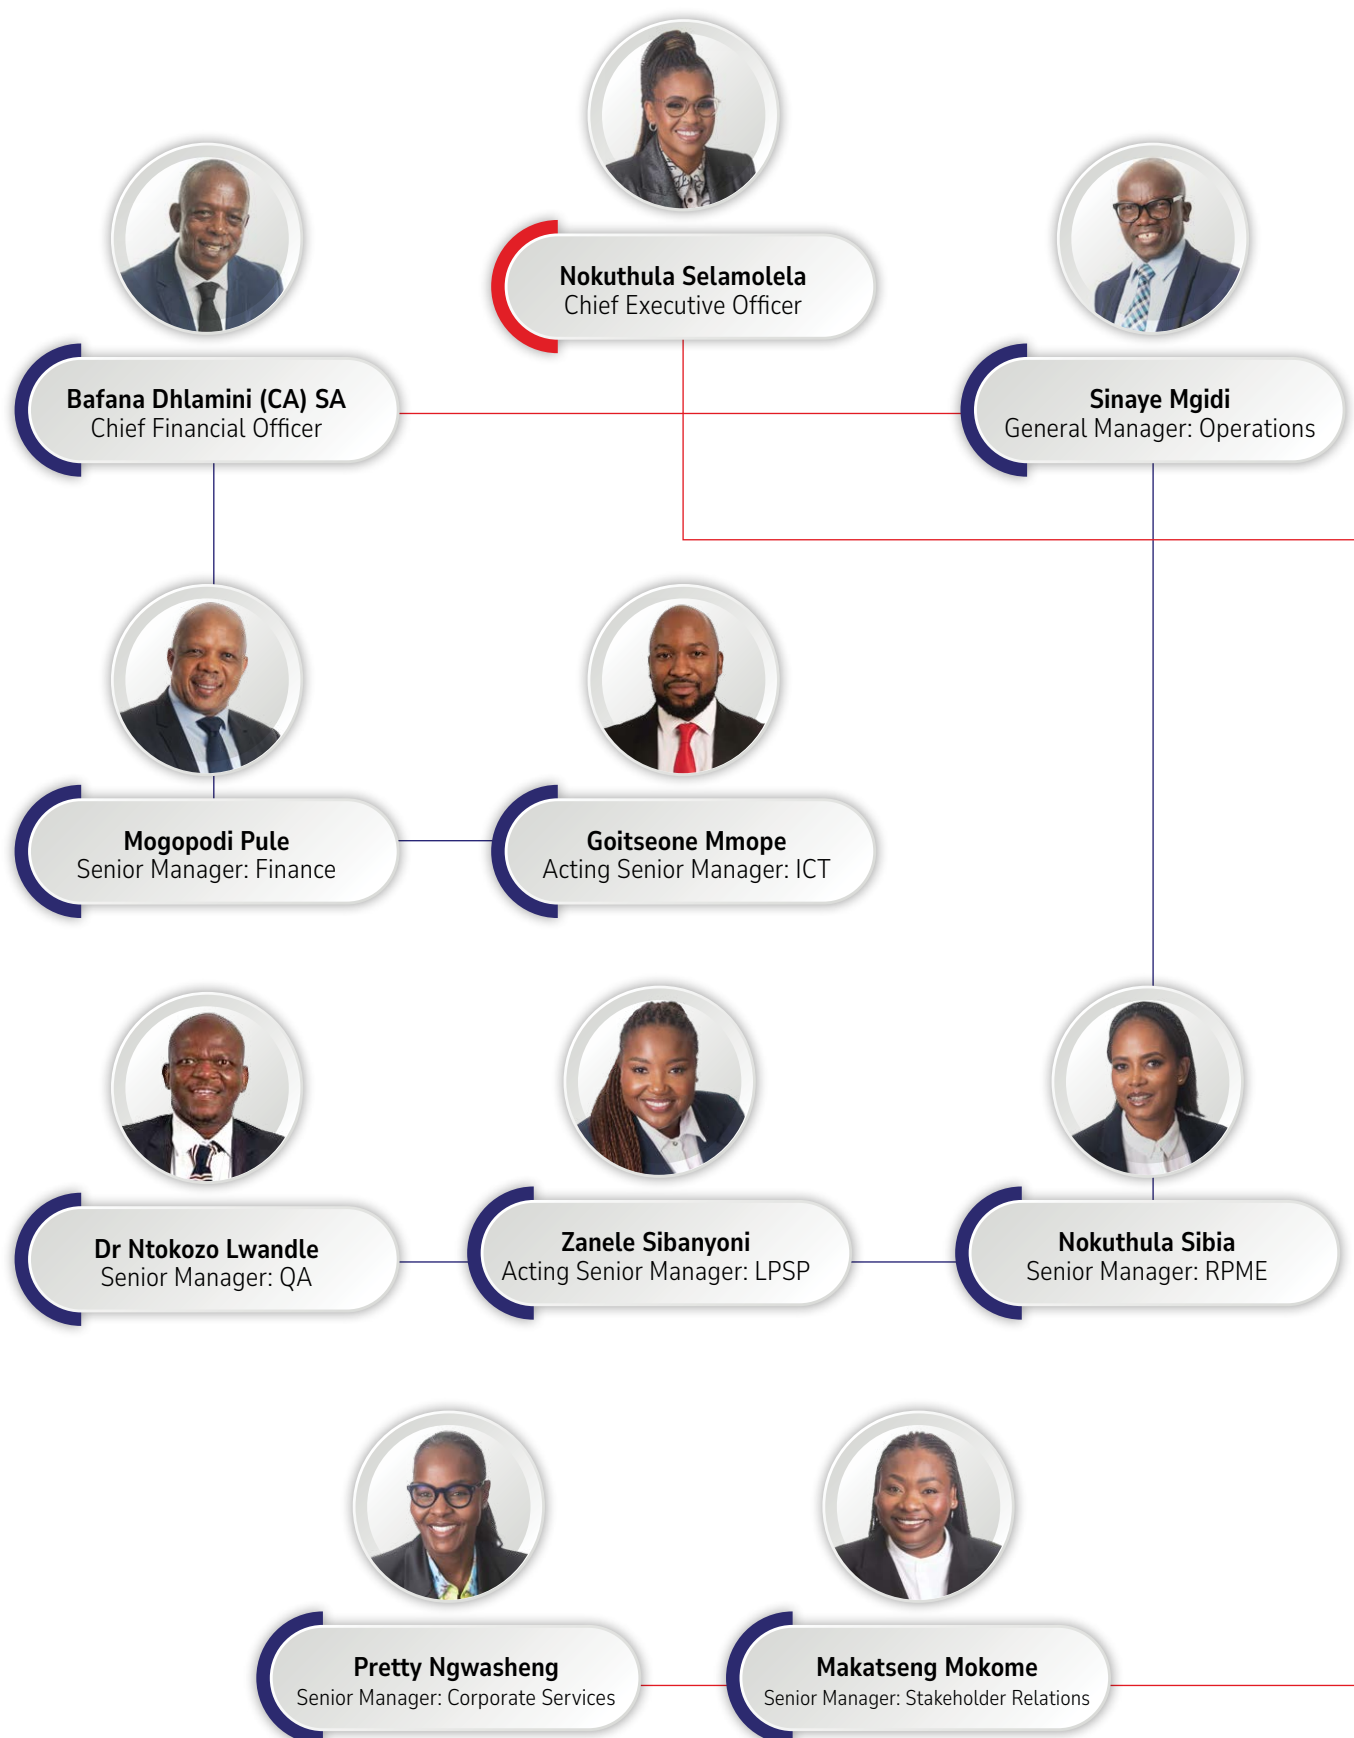 Nokuthula Selamolela
Chief Executive Officer
Bafana Dhlamini (CA) SA
Chief Financial Officer
Sinaye Mgidi
General Manager: Operations
Mogopodi Pule
Senior Manager: Finance
Goitseone Mmope
Acting Senior Manager: ICT
Dr Ntokozo Lwandle
Senior Manager: QA
Zanele Sibanyoni
Acting Senior Manager: LPSP
Nokuthula Sibia
Senior Manager: RPME
Pretty Ngwasheng
Senior Manager: Corporate Services
Makatseng Mokome
Senior Manager: Stakeholder Relations